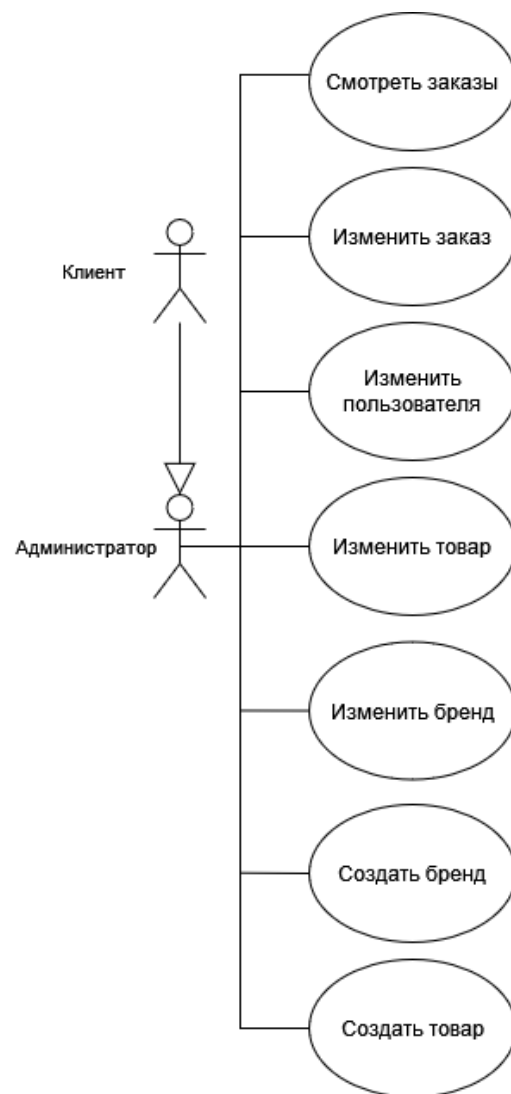 Смотреть заказы
Изменить заказ
Клиент
Изменить
пользователя
Администратор
Изменить товар
Изменить бренд
Создать бренд
Создать товар